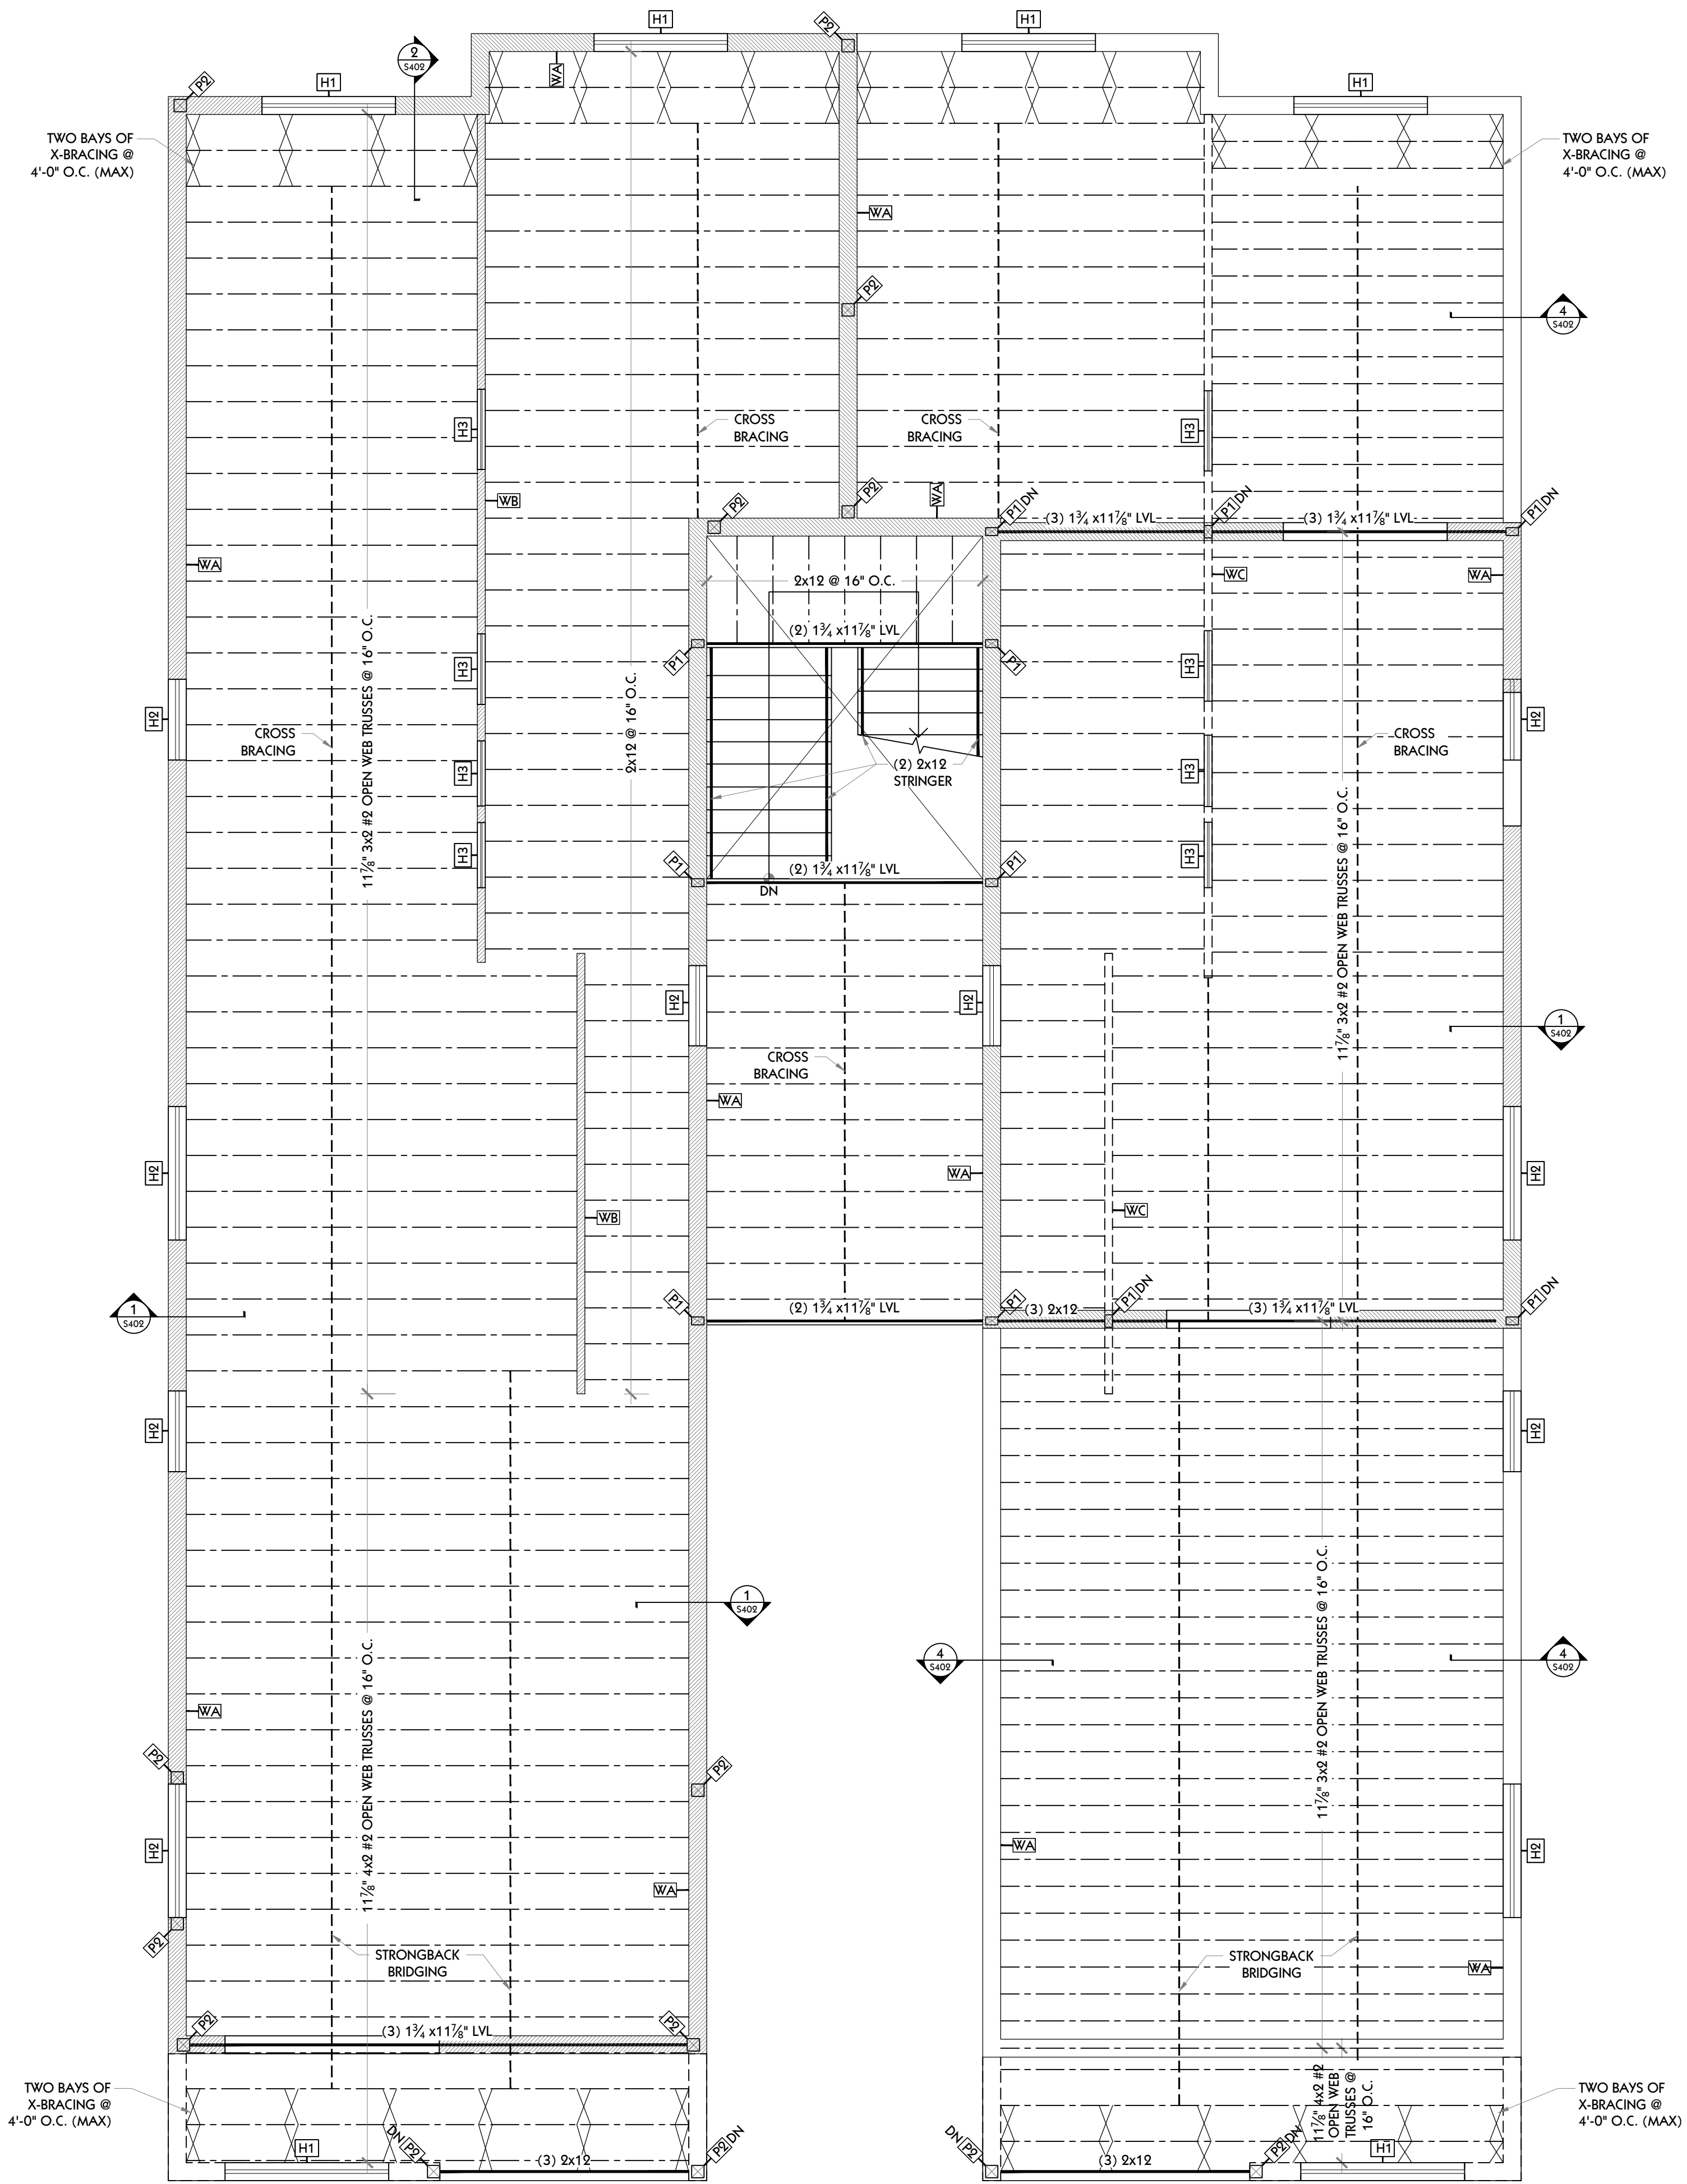 H1
P2
H1
2
S402
P2
H1
H1
WA
TWO BAYS OF
X-BRACING @
4'-0" O.C. (MAX)
TWO BAYS OF
X-BRACING @
4'-0" O.C. (MAX)
WA
P2
4
S402
CROSS
BRACING
CROSS
BRACING
H3
H3
WB
WA
P2
P2
P1 DN
(3) 1¾ x11⅞" LVL
P1 DN
(3) 1¾ x11⅞" LVL
P1 DN
WA
2x12 @ 16" O.C.
WC
WA
11⅞" 3x2 #2 OPEN WEB TRUSSES @ 16" O.C.
2x12 @ 16" O.C.
(2) 1¾ x11⅞" LVL
P1
P1
H3
H3
H2
H2
CROSS
BRACING
CROSS
BRACING
H3
H3
(2) 2x12
STRINGER
H3
H3
P1
(2) 1¾ x11⅞" LVL
P1
DN
11⅞" 3x2 #2 OPEN WEB TRUSSES @ 16" O.C.
H2
H2
1
S402
CROSS
BRACING
WA
H2
WA
H2
WB
WC
1
S402
P1
(2) 1¾ x11⅞" LVL
P1
(3) 2x12
P1 DN
(3) 1¾ x11⅞" LVL
P1 DN
H2
H2
1
S402
4
S402
4
S402
11⅞" 4x2 #2 OPEN WEB TRUSSES @ 16" O.C.
11⅞" 3x2 #2 OPEN WEB TRUSSES @ 16" O.C.
WA
P2
P2
H2
WA
H2
WA
P2
STRONGBACK
BRIDGING
STRONGBACK
BRIDGING
WA
P2
(3) 1¾ x11⅞" LVL
P2
TWO BAYS OF
X-BRACING @
4'-0" O.C. (MAX)
11⅞" 4x2 #2
OPEN WEB
TRUSSES @
16" O.C.
TWO BAYS OF
X-BRACING @
4'-0" O.C. (MAX)
H1
DN P2
(3) 2x12
P2 DN
DN P2
(3) 2x12
P2 DN
H1